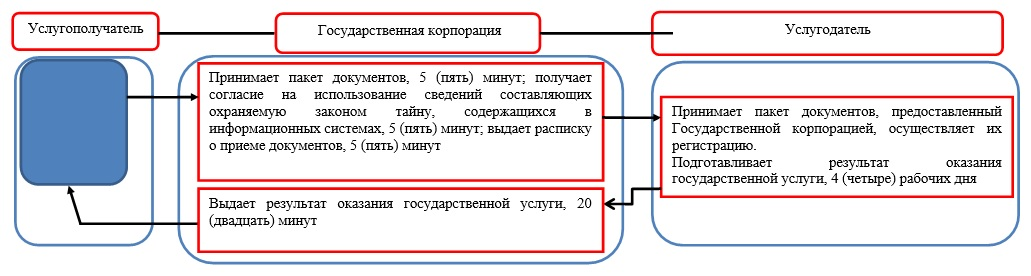 Услугополучатель
Государственная корпорация
Услугодатель
Принимает пакет документов, 5 (пять) минут; получает
согласие на использование сведений составляющих
охраняемую законом тайну, содержащихся в
информационных системах, 5 (пять) минут; выдает расписку
о приеме документов, 5 (пять) минут
Принимает пакет документов, предоставленный
Государственной корпорацией, осуществляет их
регистрацию.
Подготавливает результат оказания
государственной услуги, 4 (четыре) рабочих дня
Выдает результат оказания государственной услуги, 20
(двадцать) минут